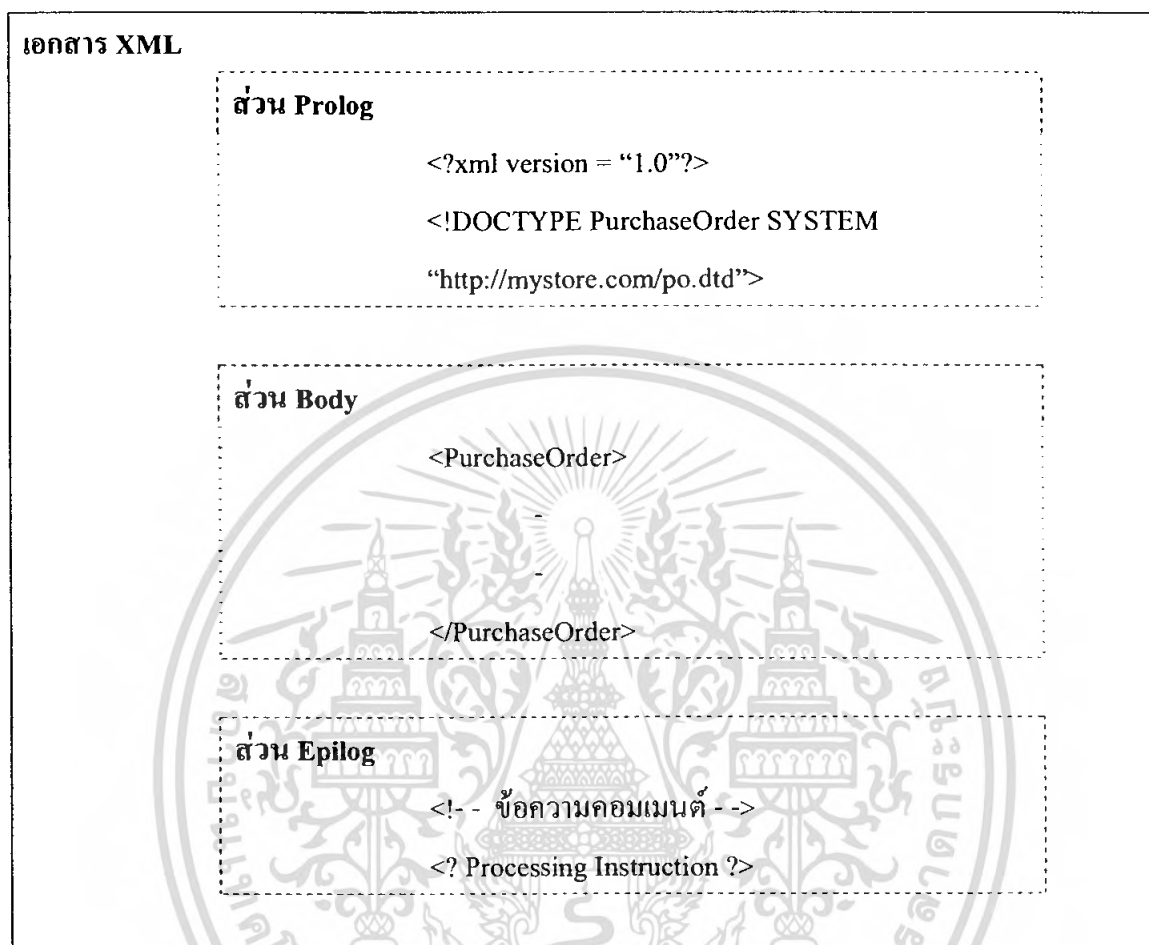 เอกสาร XML
ส่วน Prolog
<?xml version = “1.0”?>
<!DOCTYPE PurchaseOrder SYSTEM
“http://mystore.com/po.dtd”>
ส่วน Body
<PurchaseOrder>
-
-
</PurchaseOrder>
ส่วน Epilog
<!- - ข้อความคอมเมนต์ - ->
<? Processing Instruction ?>